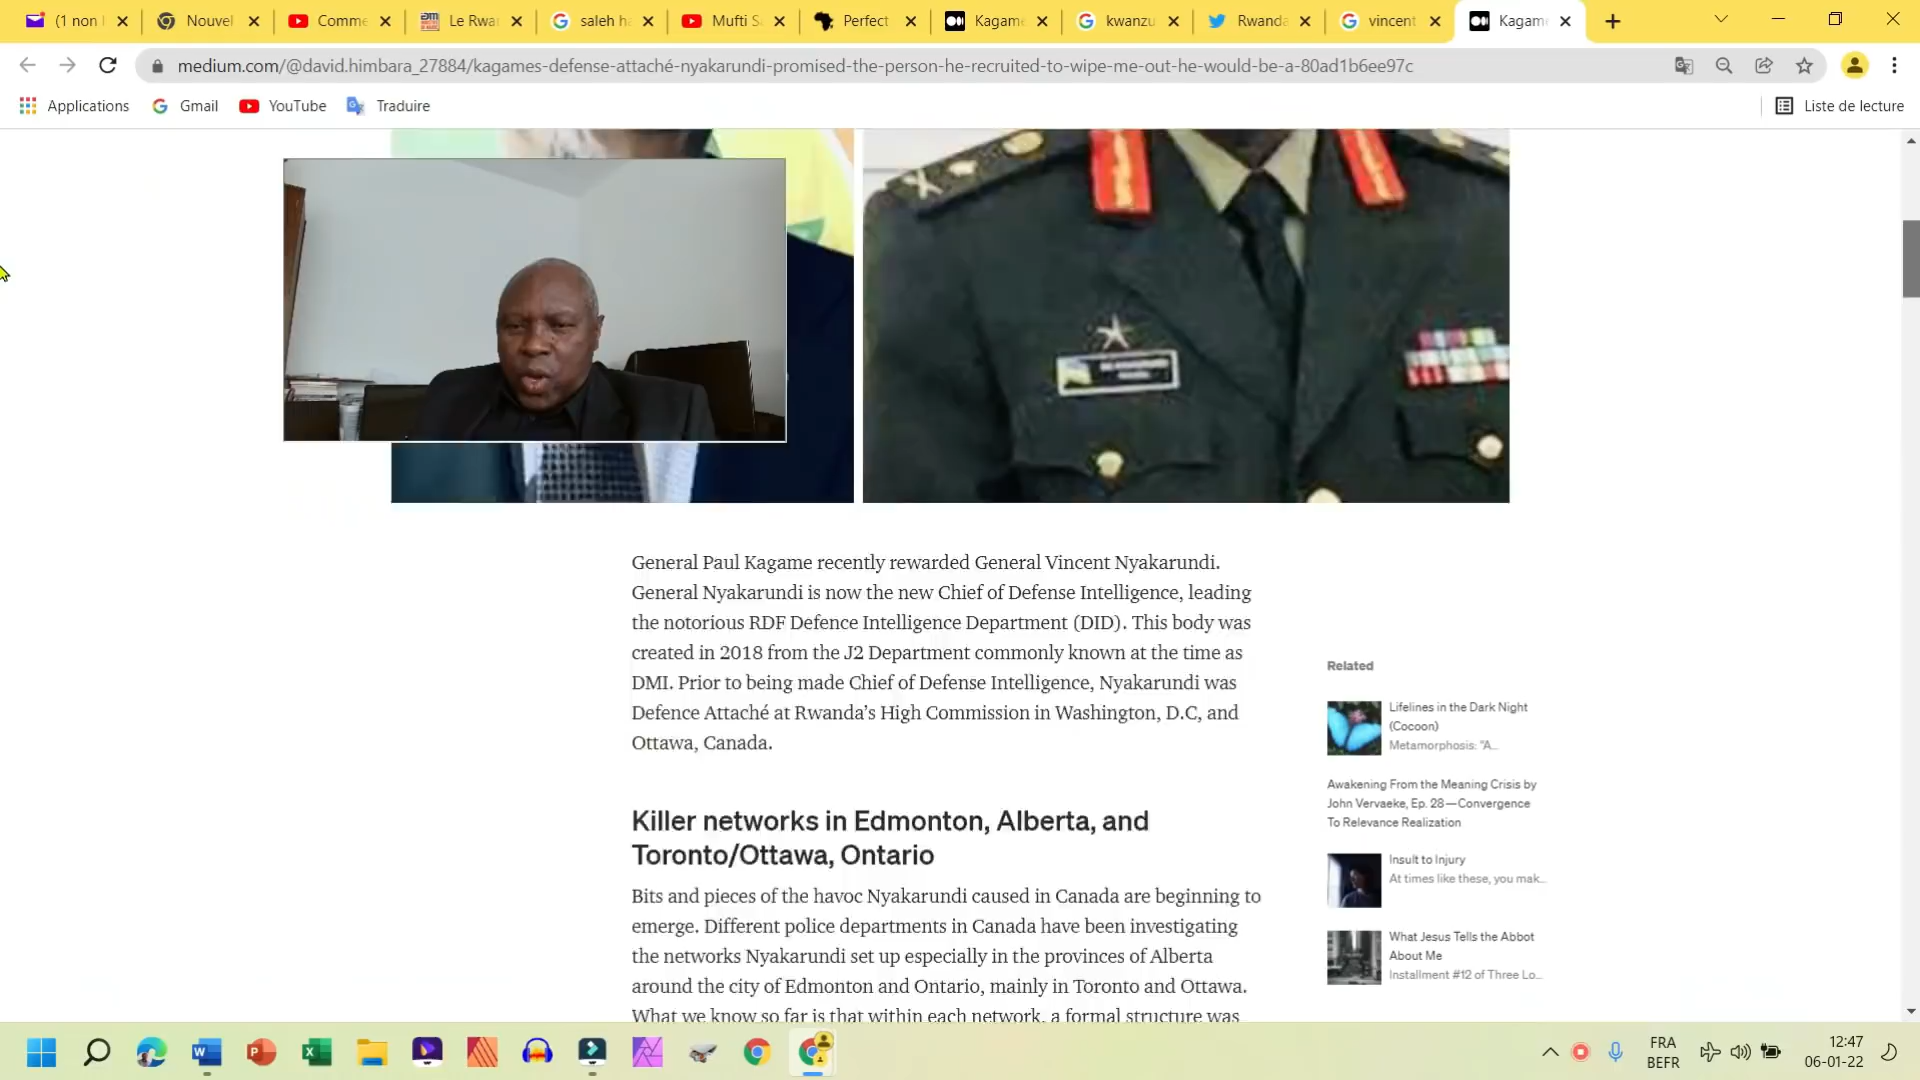 (1 non l
Nouvel
Comme
Le Rwa
saleh ha
Mufti Sa
Perfect
Kagame
kwanzu
Rwanda
vincent
Kagame
medium.com/@david.himbara_27884/kagames-defense-attaché-nyakarundi-promised-the-person-he-recruited-to-wipe-me-out-he-would-be-a-80ad1b6ee97c
Applications
Gmail
YouTube
Traduire
Liste de lecture
General Paul Kagame recently rewarded General Vincent Nyakarundi.
General Nyakarundi is now the new Chief of Defense Intelligence, leading
the notorious RDF Defence Intelligence Department (DID). This body was
created in 2018 from the J2 Department commonly known at the time as
DMI. Prior to being made Chief of Defense Intelligence, Nyakarundi was
Defence Attaché at Rwanda’s High Commission in Washington, D.C, and
Ottawa, Canada.
Killer networks in Edmonton, Alberta, and
Toronto/Ottawa, Ontario
Bits and pieces of the havoc Nyakarundi caused in Canada are beginning to
emerge. Different police departments in Canada have been investigating
the networks Nyakarundi set up especially in the provinces of Alberta
around the city of Edmonton and Ontario, mainly in Toronto and Ottawa.
What we know so far is that within each network, a formal structure was
Related
Lifelines in the Dark Night
(Cocoon)
Metamorphosis: "A...
Awakening From the Meaning Crisis by
John Vervaeke, Ep. 28—Convergence
To Relevance Realization
Insult to Injury
At times like these, you mak...
What Jesus Tells the Abbot
About Me
Installment #12 of Three Lo...
FRA
BEFR
12:47
06-01-22